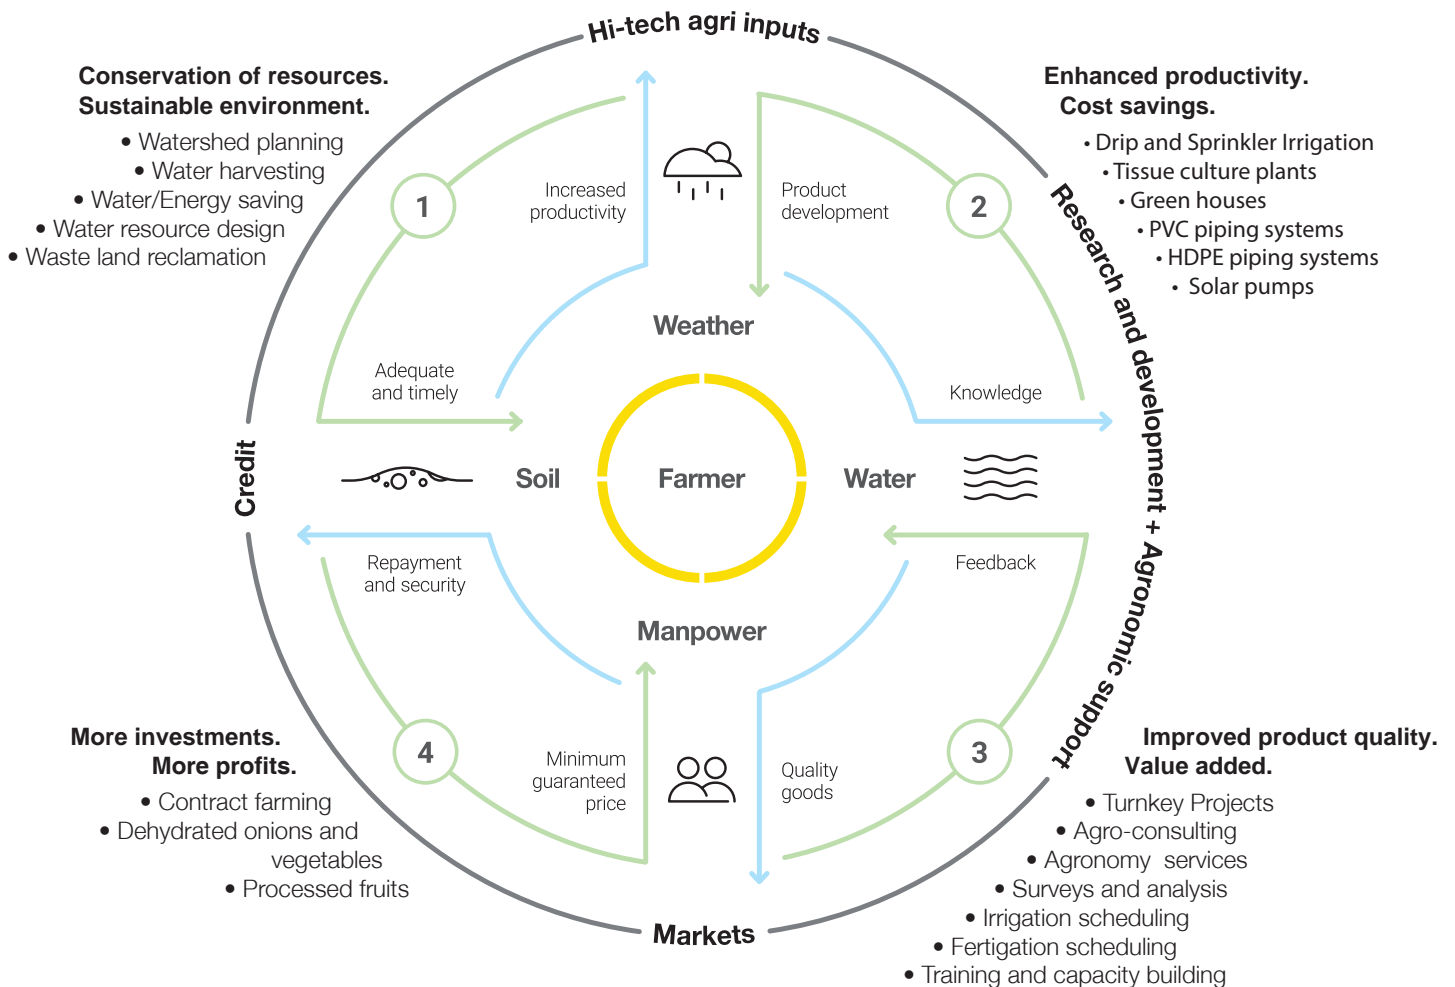 Hi-tech agri inputs
Conservation of resources.
Sustainable environment.
• Watershed planning
• Water harvesting
• Water/Energy saving
• Water resource design
• Waste land reclamation
Enhanced productivity.
Cost savings.
• Drip and Sprinkler Irrigation
• Tissue culture plants
• Green houses
• PVC piping systems
• HDPE piping systems
• Solar pumps
1
Increased
productivity
Product
development
2
Research and development + Agronomic support
Weather
Adequate
and timely
Knowledge
Credit
Soil
Farmer
Water
Repayment
and security
Feedback
Manpower
4
Minimum
guaranteed
price
Quality
goods
3
More investments.
More profits.
• Contract farming
• Dehydrated onions and
vegetables
• Processed fruits
Improved product quality.
Value added.
• Turnkey Projects
• Agro-consulting
• Agronomy  services
• Surveys and analysis
• Irrigation scheduling
• Fertigation scheduling
• Training and capacity building
Markets